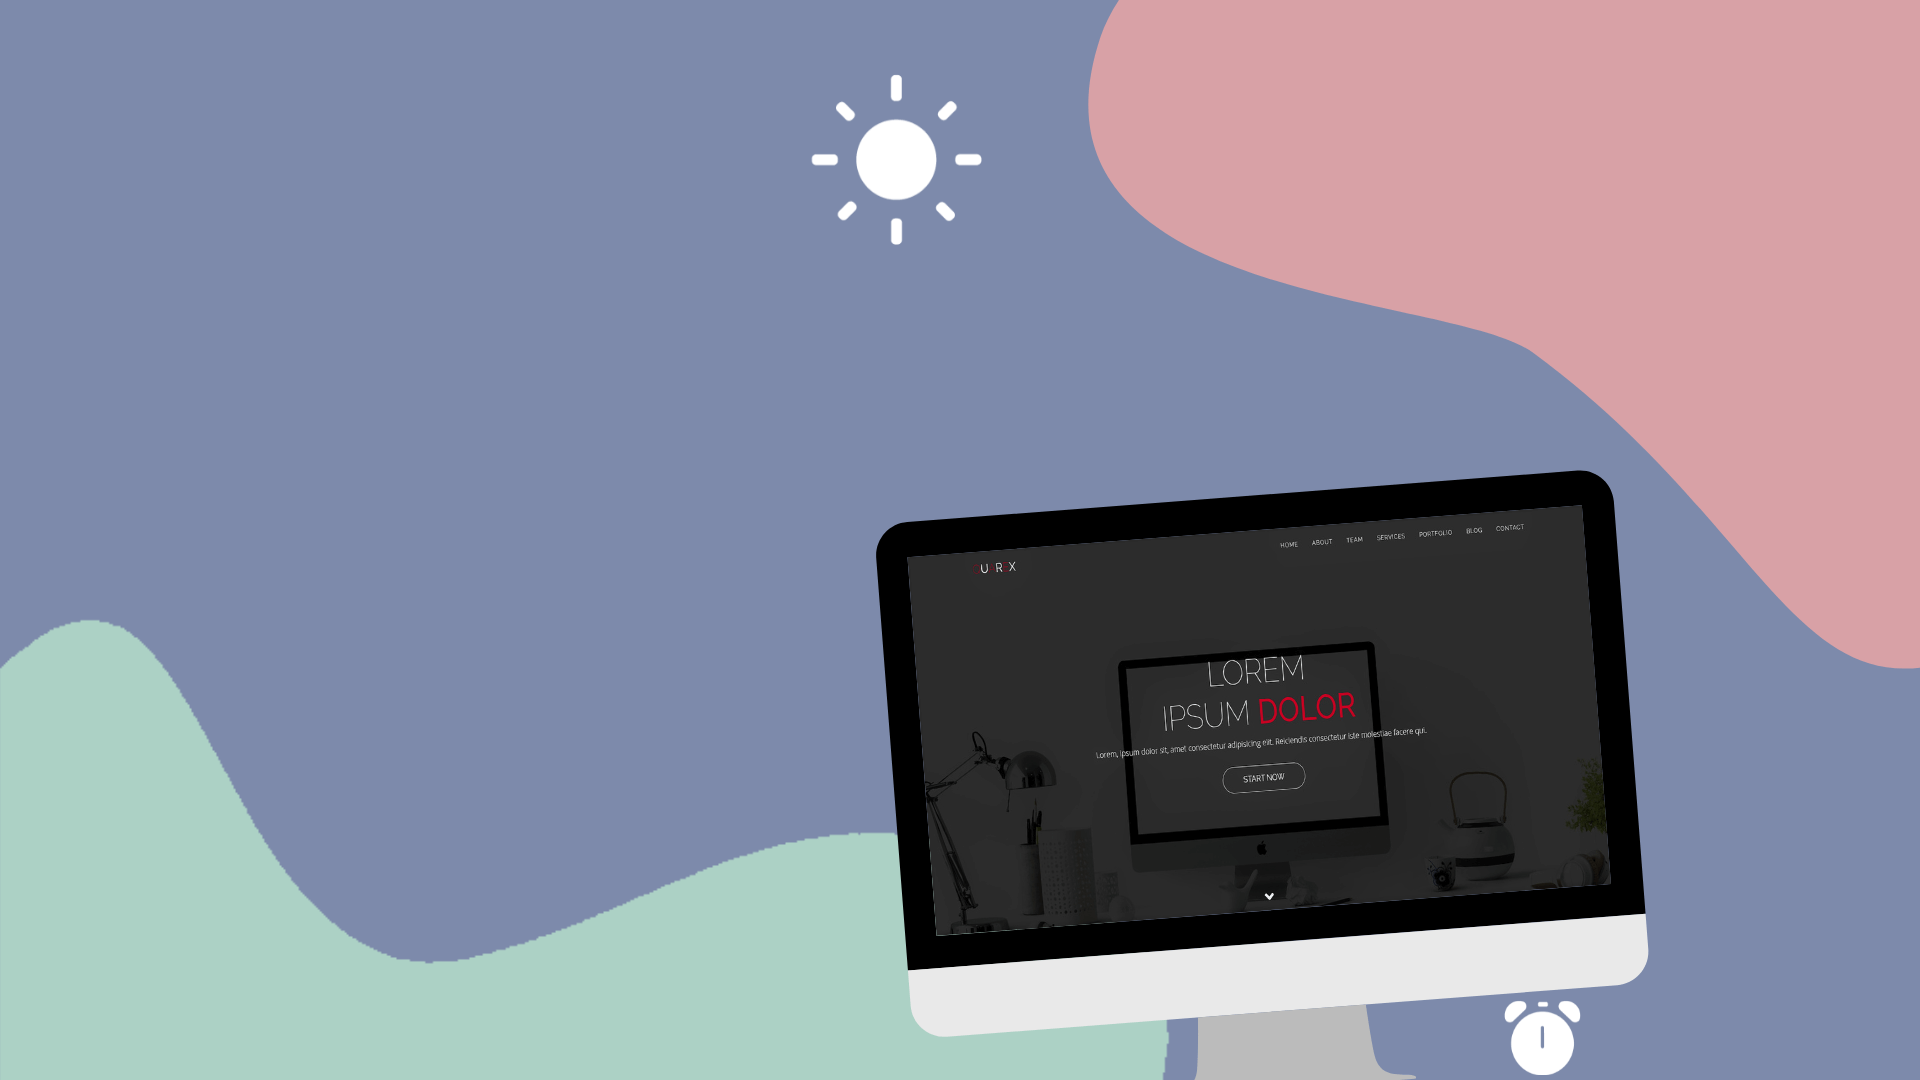 HOME ABOUT TEAM SERVICES PORTFOLIO BLOG CONTACT
LOREM
IPSUM DOLOR
Lorem, ipsum dolor sit, amet consectetur adipisicing elit. Reiciendis consectetur iste molestiae facere qui.
START NOW